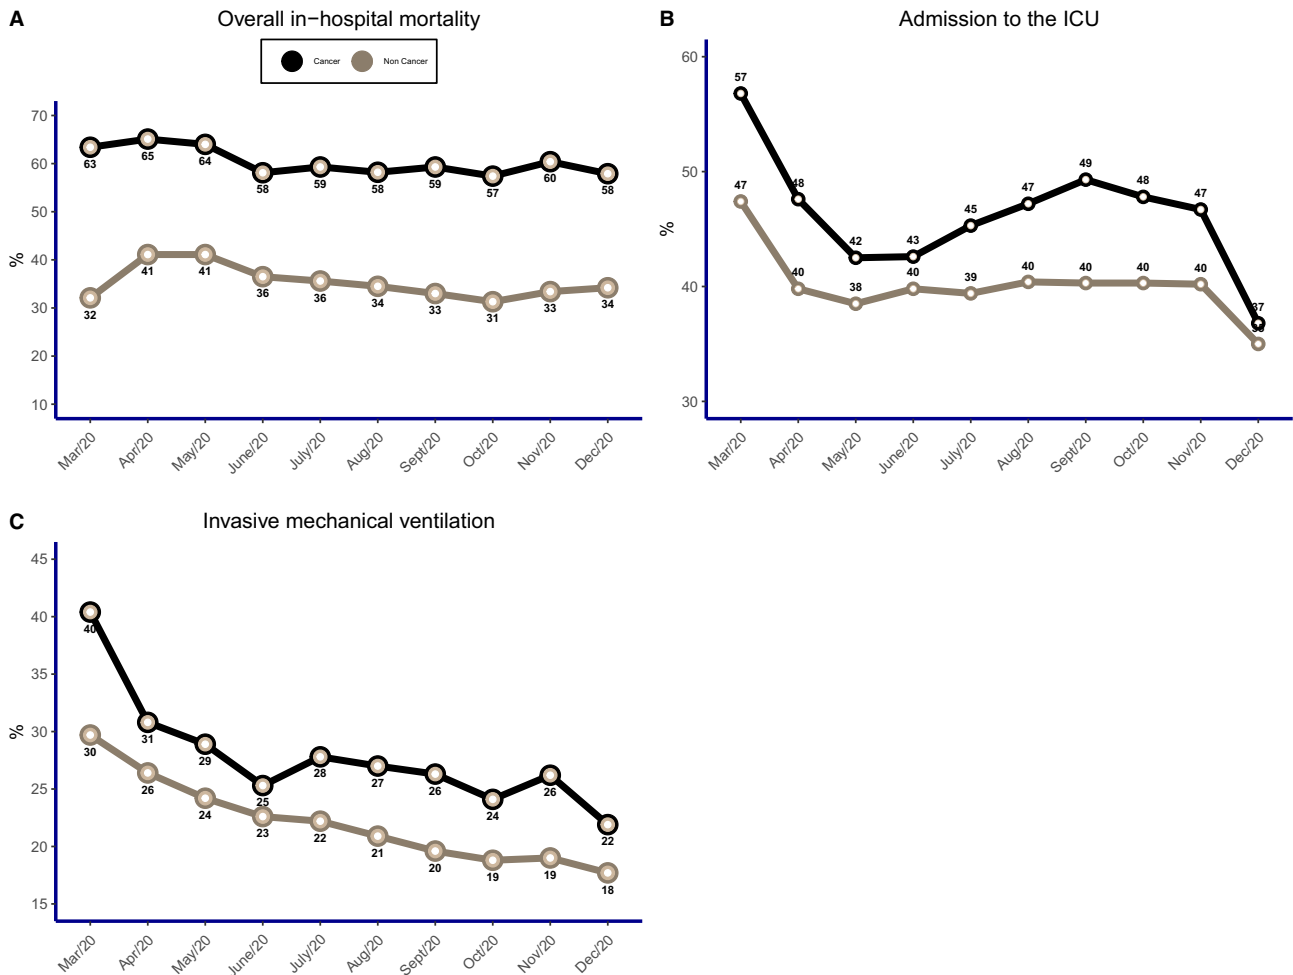 A
Overall in−hospital mortality
Cancer
Non Cancer
70
60
50
40
30
20
10
%
63
65
64
58
59
58
59
57
60
58
32
41
41
36
36
34
33
31
33
34
Mar/20
Apr/20
May/20
June/20
July/20
Aug/20
Sept/20
Oct/20
Nov/20
Dec/20
B
Admission to the ICU
60
50
40
30
%
57
48
42
43
45
47
49
48
47
37
47
40
38
40
39
40
40
40
40
35
Mar/20
Apr/20
May/20
June/20
July/20
Aug/20
Sept/20
Oct/20
Nov/20
Dec/20
C
Invasive mechanical ventilation
45
40
35
30
25
20
15
%
40
31
29
25
28
27
26
24
26
22
30
26
24
23
22
21
20
19
19
18
Mar/20
Apr/20
May/20
June/20
July/20
Aug/20
Sept/20
Oct/20
Nov/20
Dec/20